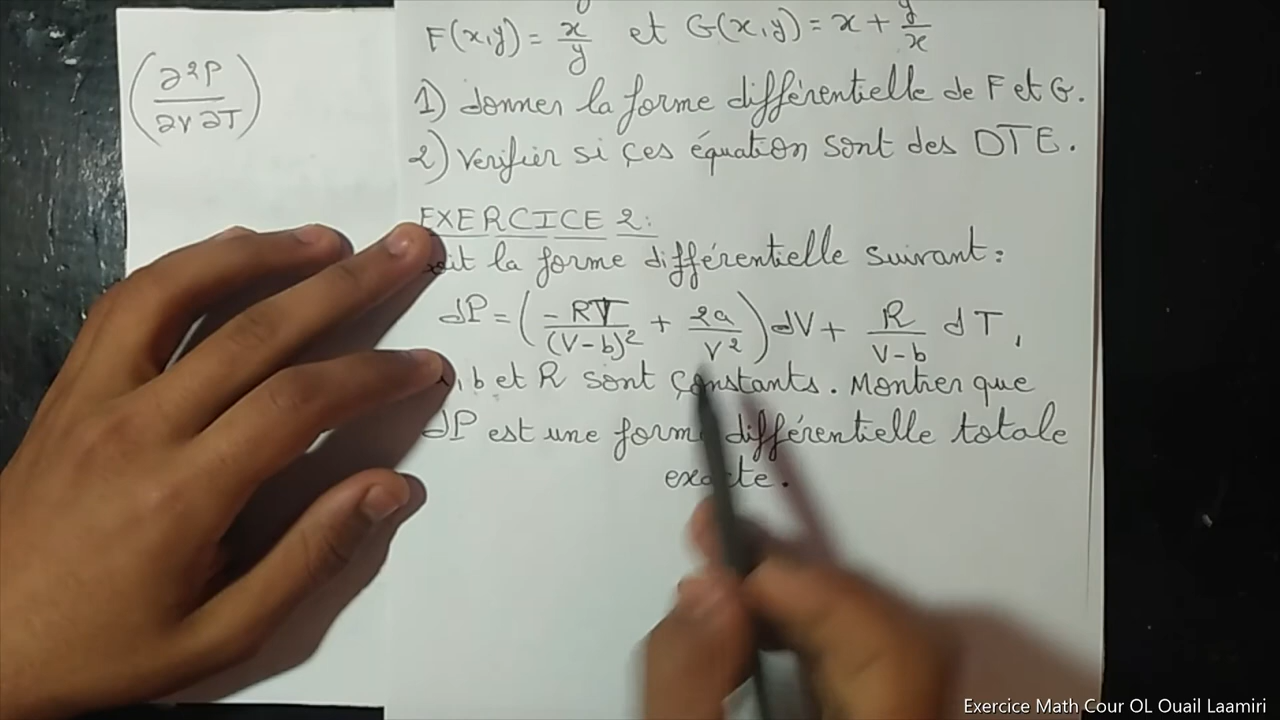 (∂²P / ∂V ∂T)
F(x,y) = x/y et G(x,y) = x + y/x
1) donner la forme différentielle de F et G.
2) Verifier si çes équation sont des DTE.
EXERCICE 2:
la forme différentielle suivant:
dP = (-RT/(V-b)² + 2a/V²) dV + R/(V-b) dT,
, b et R sont constants. Montrer que
dP est une forme différentielle totale
exacte.
Exercice Math Cour OL Ouail Laamiri